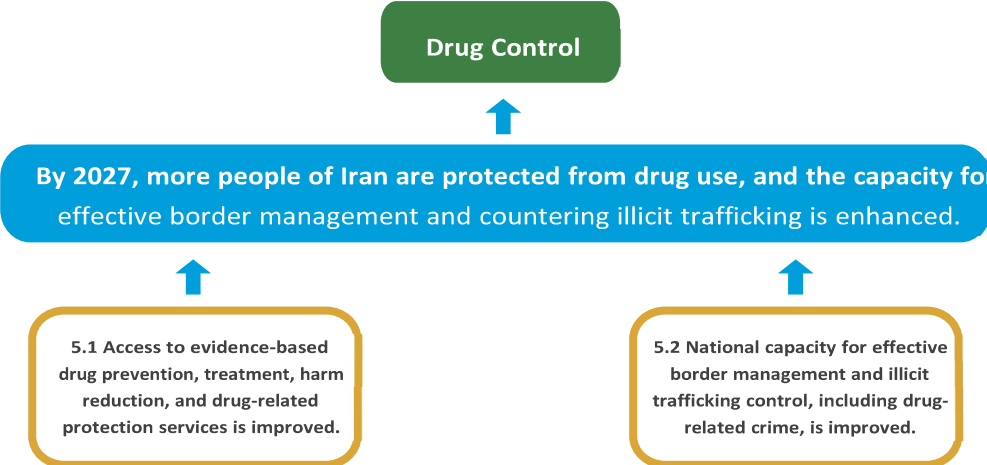 Drug Control
By 2027, more people of Iran are protected from drug use, and the capacity fo
effective border management and countering illicit trafficking is enhanced.
5.1 Access to evidence-based
drug prevention, treatment, harm
reduction, and drug-related
protection services is improved.
5.2 National capacity for effective
border management and illicit
trafficking control, including drug-
related crime, is improved.